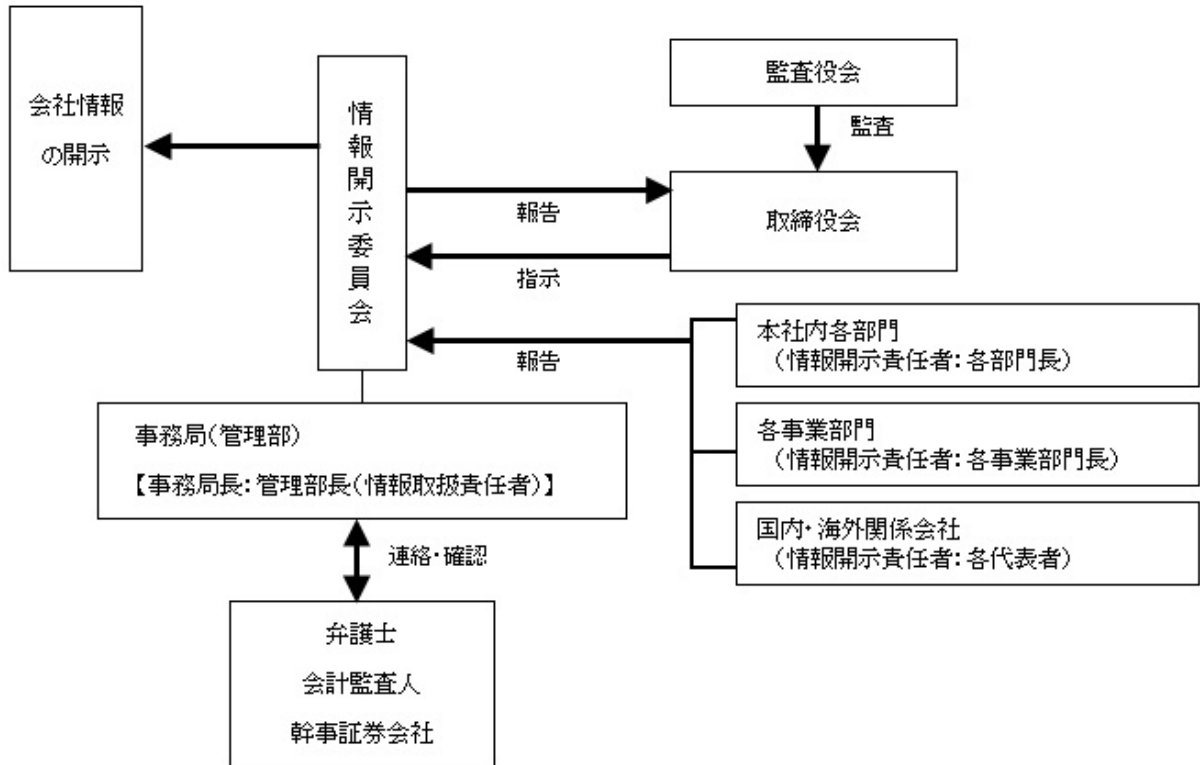 会社情報
の開示
情報開示委員会
監査役会
監査
取締役会
報告
指示
報告
本社内各部門
(情報開示責任者:各部門長)
各事業部門
(情報開示責任者:各事業部門長)
国内・海外関係会社
(情報開示責任者:各代表者)
事務局(管理部)
【事務局長:管理部長(情報取扱責任者)】
連絡・確認
弁護士
会計監査人
幹事証券会社